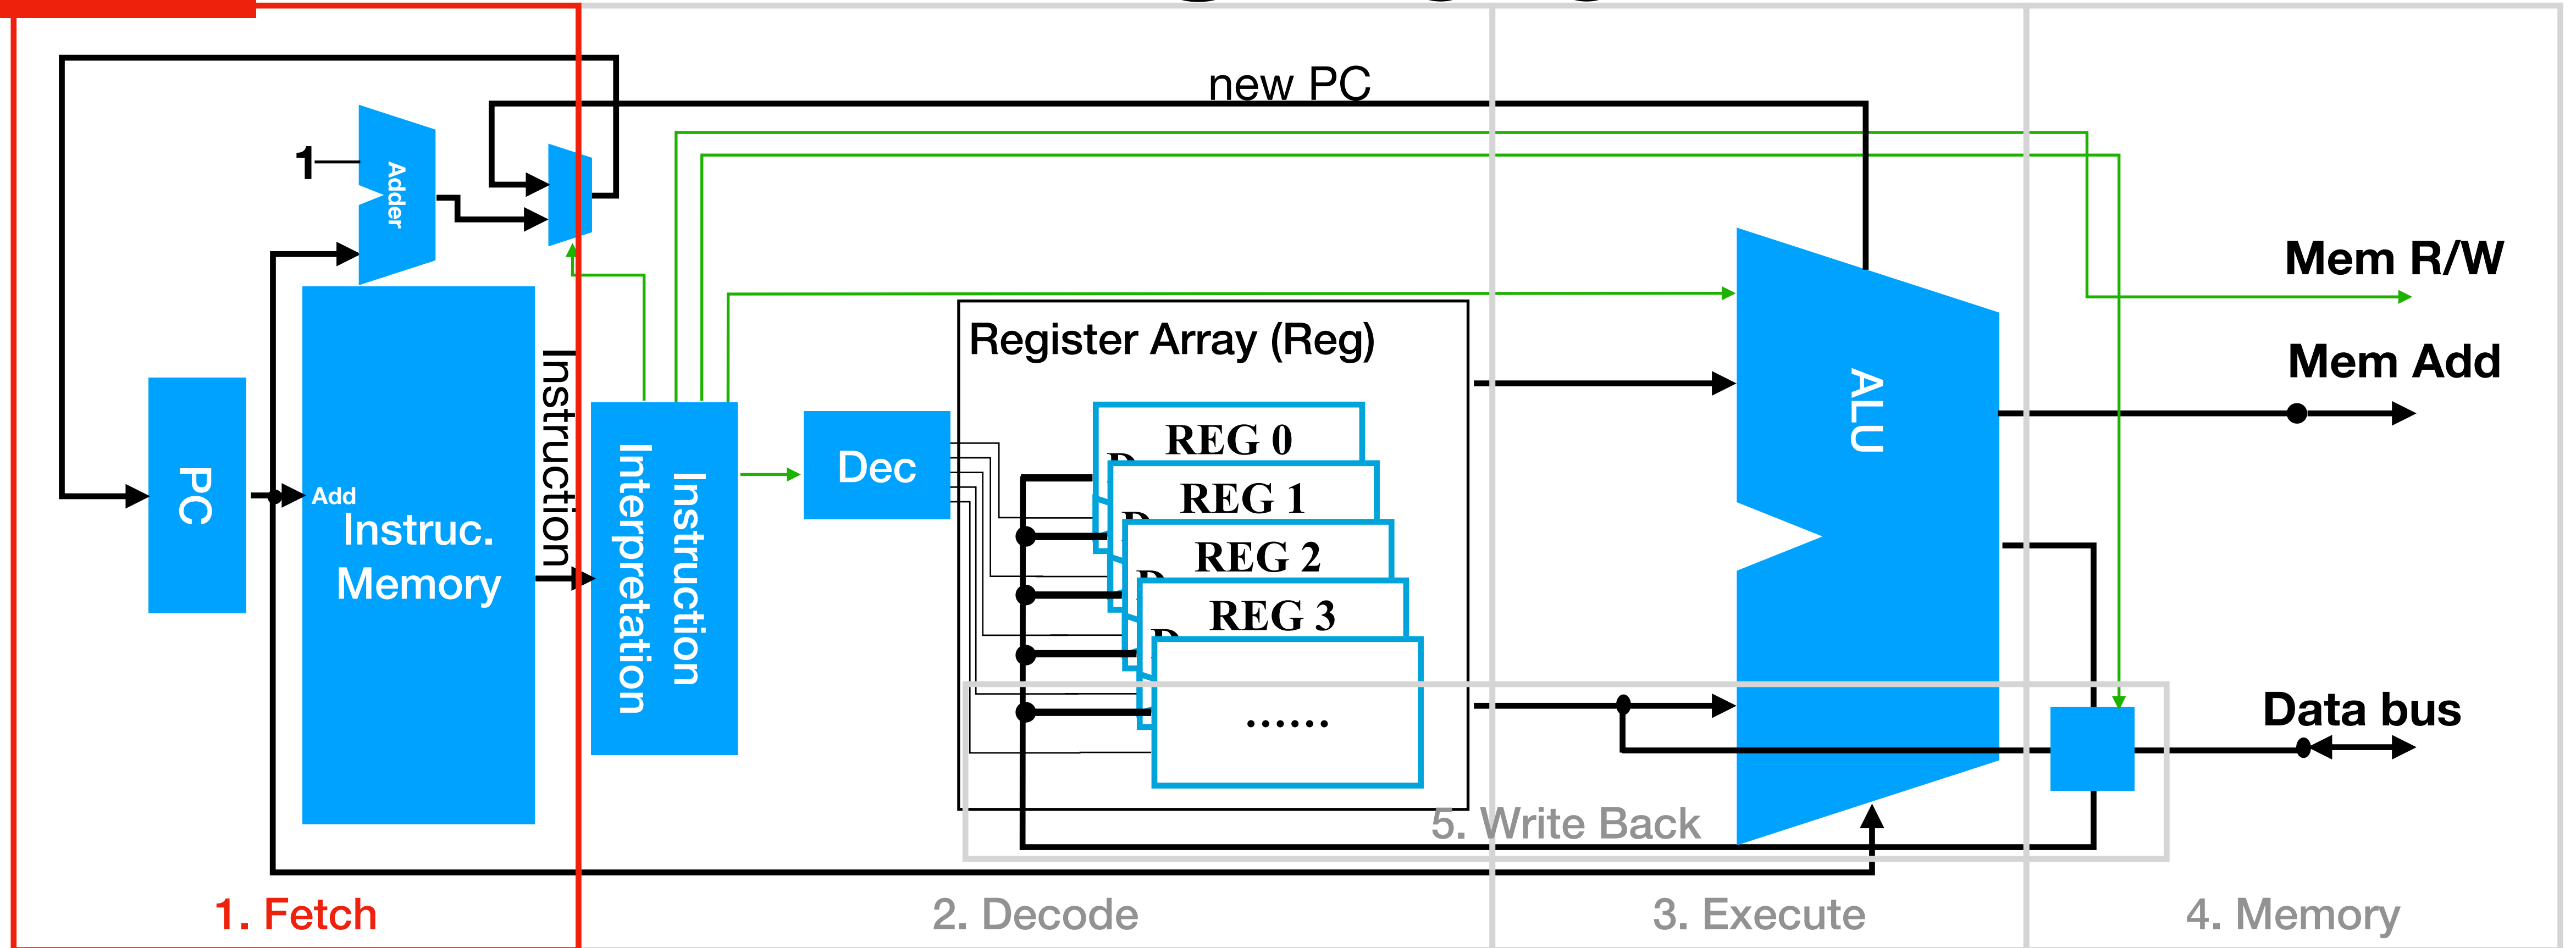 new PC
1
Adder
Mem R/W
Mem Add
Register Array (Reg)
ALU
Instruction
PC
Add
Instruc.
Memory
Instruction
Interpretation
Dec
REG 0
REG 1
REG 2
REG 3
......
Data bus
5. Write Back
1. Fetch
2. Decode
3. Execute
4. Memory